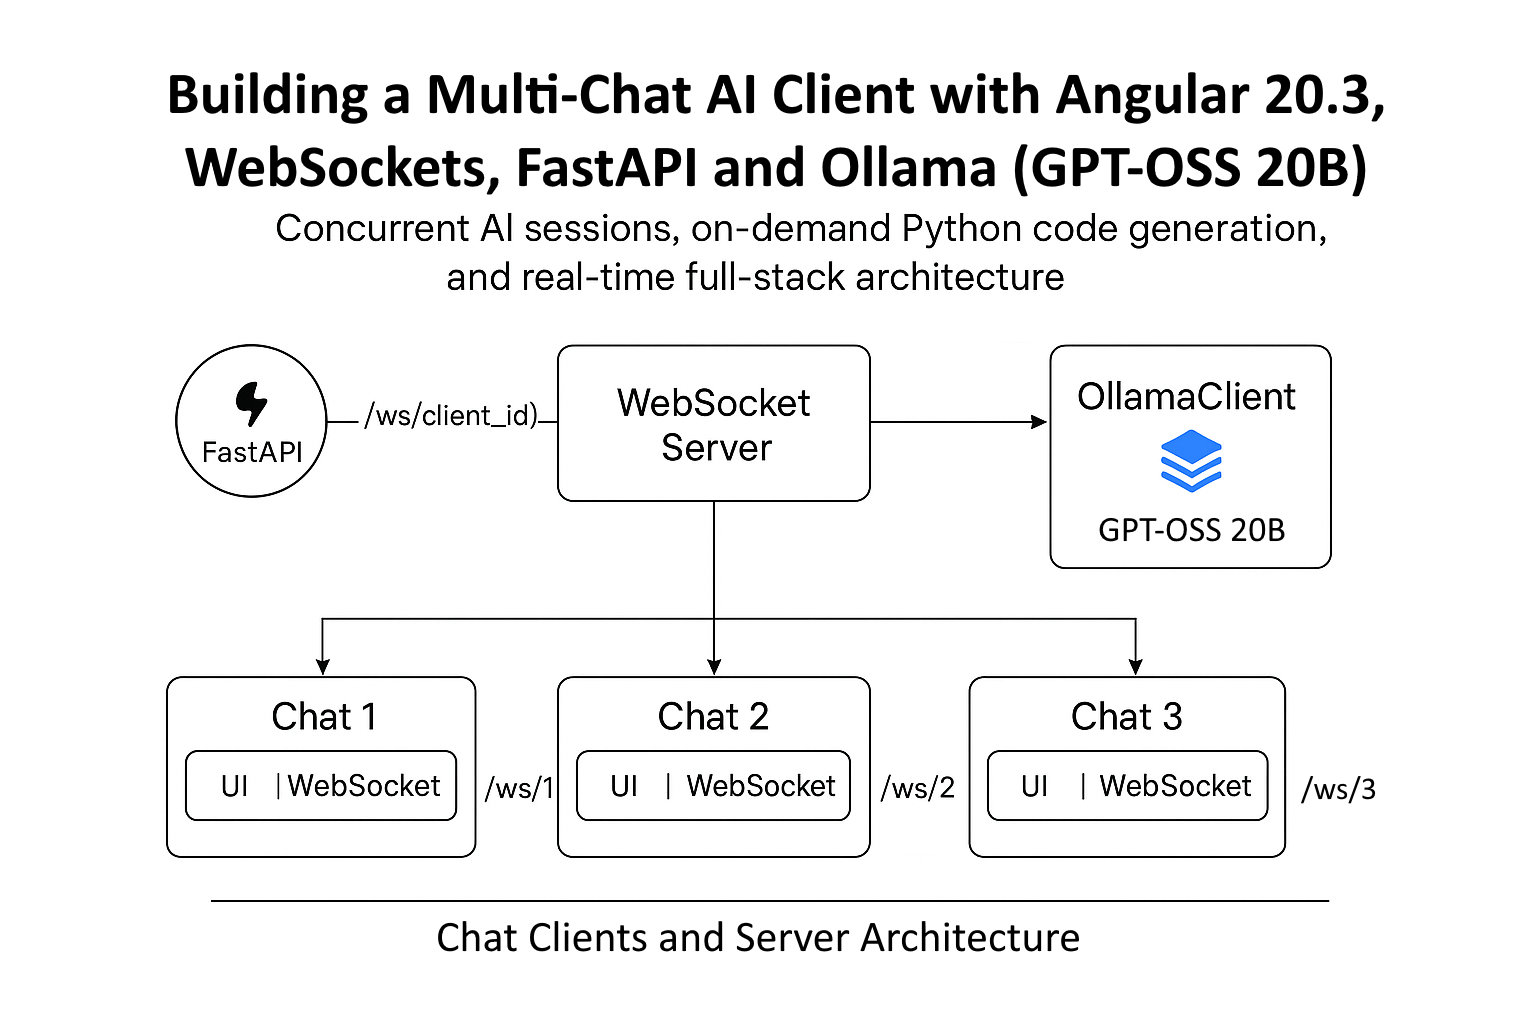 Building a Multi-Chat AI Client with Angular 20.3,
WebSockets, FastAPI and Ollama (GPT-OSS 20B)
Concurrent AI sessions, on-demand Python code generation,
and real-time full-stack architecture
FastAPI
/ws/client_id)
WebSocket
Server
OllamaClient
GPT-OSS 20B
Chat 1
UI | WebSocket
/ws/1
Chat 2
UI | WebSocket
/ws/2
Chat 3
UI | WebSocket
/ws/3
Chat Clients and Server Architecture